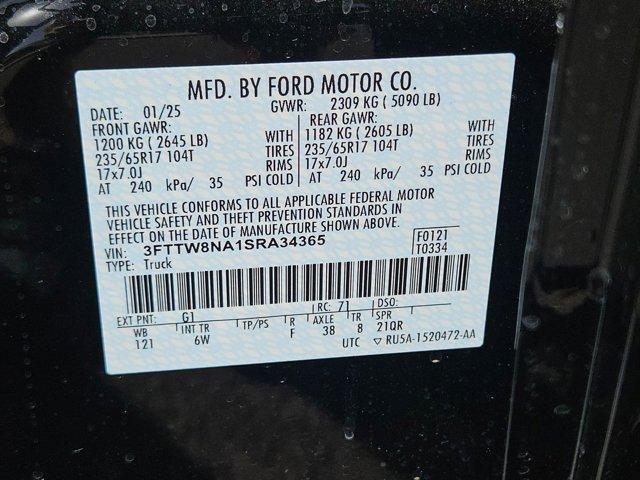 MFD. BY FORD MOTOR CO.
DATE: 01/25 GVWR: 2309 KG ( 5090 LB)
FRONT GAWR: REAR GAWR:
1200 KG ( 2645 LB) WITH 1182 KG ( 2605 LB) WITH
235/65R17 104T TIRES 235/65R17 104T TIRES
17x7.0J RIMS 17x7.0J RIMS
AT 240 kPa/ 35 PSI COLD AT 240 kPa/ 35 PSI COLD
THIS VEHICLE CONFORMS TO ALL APPLICABLE FEDERAL MOTOR
VEHICLE SAFETY AND THEFT PREVENTION STANDARDS IN
EFFECT ON THE DATE OF MANUFACTURE SHOWN ABOVE.
VIN: 3FTTW8NA1SRA34365 F0121
TYPE: Truck T0334
EXT PNT: G1 RC: 71 DSO:
WB INT TR TP/PS R AXLE TR SPR
121 6W F 38 8 21QR
UTC ▽ RU5A-1520472-AA